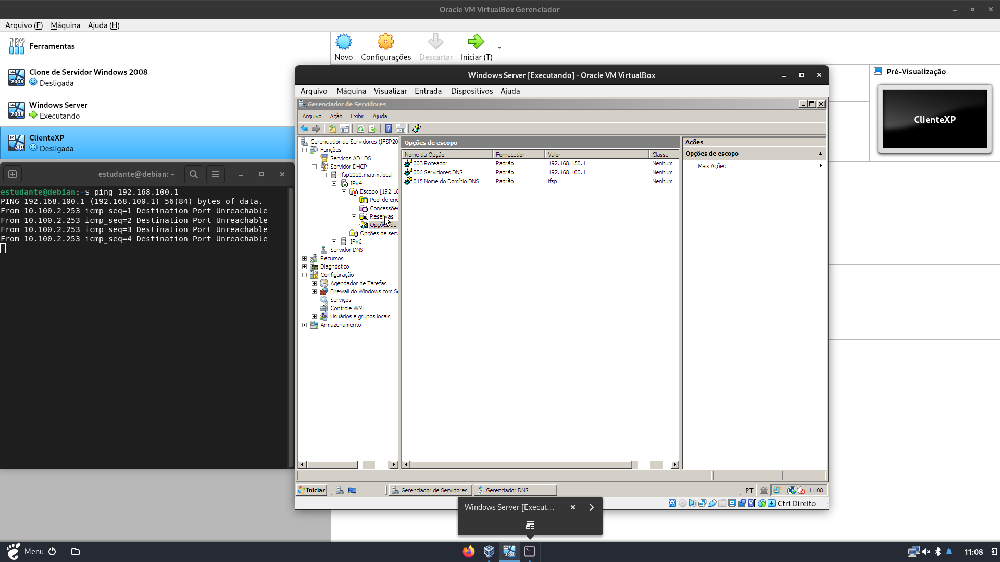 Oracle VM VirtualBox Gerenciador
Arquivo (F) Máquina Ajuda (H)
Ferramentas
Clone de Servidor Windows 2008
Desligada
Windows Server
Executando
ClienteXP
Desligada
Novo Configurações Descartar Iniciar (T)
Pré-Visualização
ClienteXP
estudante@debian: ~
estudante@debian:~$ ping 192.168.100.1
PING 192.168.100.1 (192.168.100.1) 56(84) bytes of data.
From 10.100.2.253 icmp_seq=1 Destination Port Unreachable
From 10.100.2.253 icmp_seq=2 Destination Port Unreachable
From 10.100.2.253 icmp_seq=3 Destination Port Unreachable
From 10.100.2.253 icmp_seq=4 Destination Port Unreachable
Windows Server [Executando] - Oracle VM VirtualBox
Arquivo Máquina Visualizar Entrada Dispositivos Ajuda
Gerenciador de Servidores
Arquivo Ação Exibir Ajuda
Gerenciador de Servidores (IFSP20
Funções
Serviços AD LDS
Servidor DHCP
ifsp2020.matrix.local
IPv4
Escopo [192.16
Pool de end
Concessões
Reservas
Opções de
Opções de serv
IPv6
Servidor DNS
Recursos
Diagnóstico
Configuração
Agendador de Tarefas
Firewall do Windows com Se
Serviços
Controle WMI
Usuários e grupos locais
Armazenamento
Opções de escopo
Nome da Opção Fornecedor Valor Classe
003 Roteador Padrão 192.168.150.1 Nenhum
006 Servidores DNS Padrão 192.168.100.1 Nenhum
015 Nome do Domínio DNS Padrão ifsp Nenhum
Ações
Opções de escopo
Mais Ações
Iniciar Gerenciador de Servidores Gerenciador DNS PT 11:08
Ctrl Direito
Windows Server [Execut...
Menu 11:08